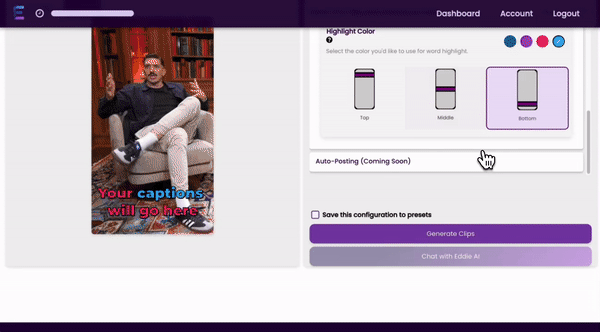 Dashboard
Account
Logout
Highlight Color
Select the color you'd like to use for word highlight.
Top
Middle
Bottom
Your captions
will go here
Auto-Posting (Coming Soon)
Save this configuration to presets
Generate Clips
Chat with Eddie AI